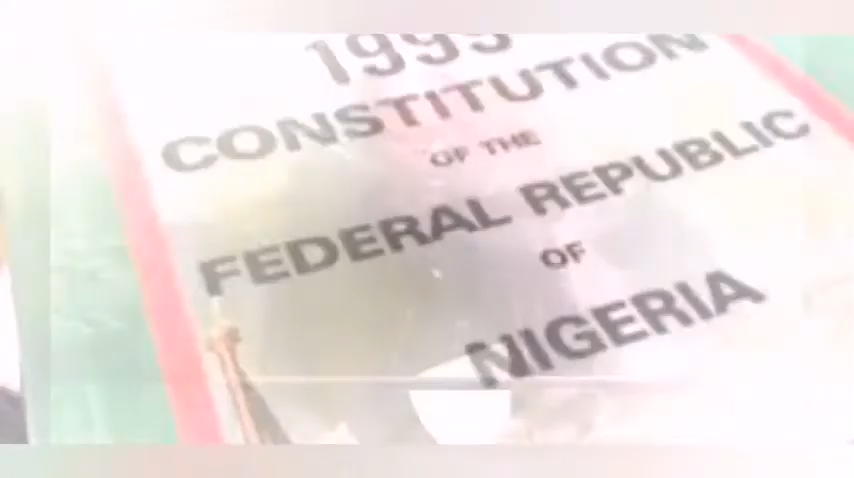 1999
CONSTITUTION
OF THE
FEDERAL REPUBLIC
OF
NIGERIA